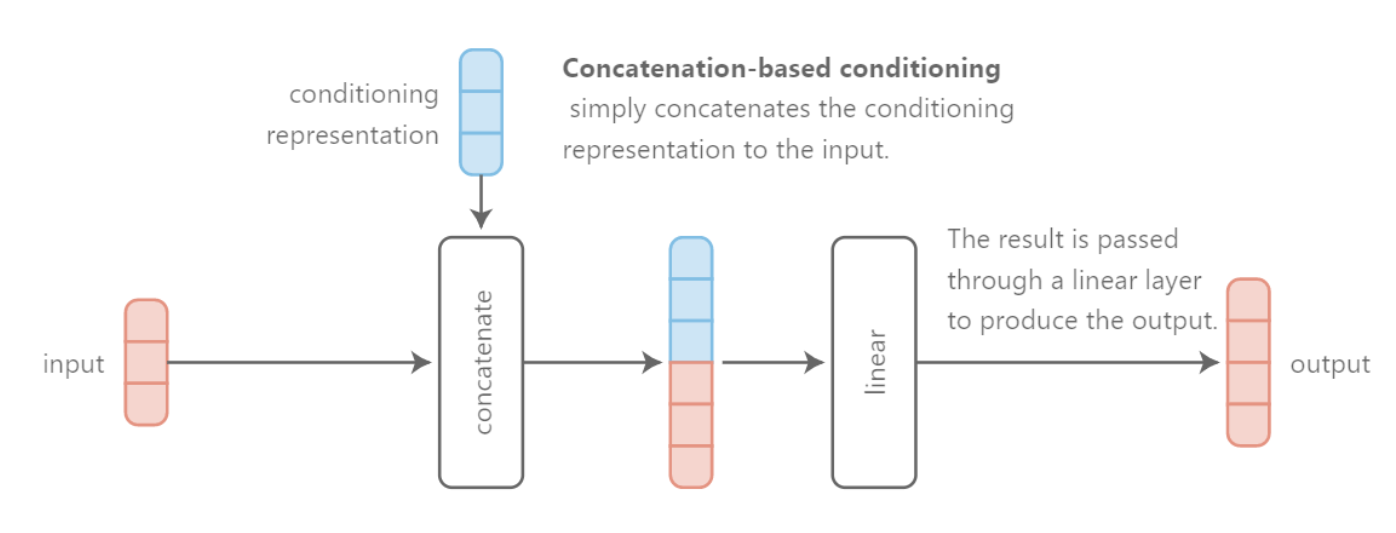 conditioning
representation
Concatenation-based conditioning
simply concatenates the conditioning
representation to the input.
input
concatenate
linear
The result is passed
through a linear layer
to produce the output.
output